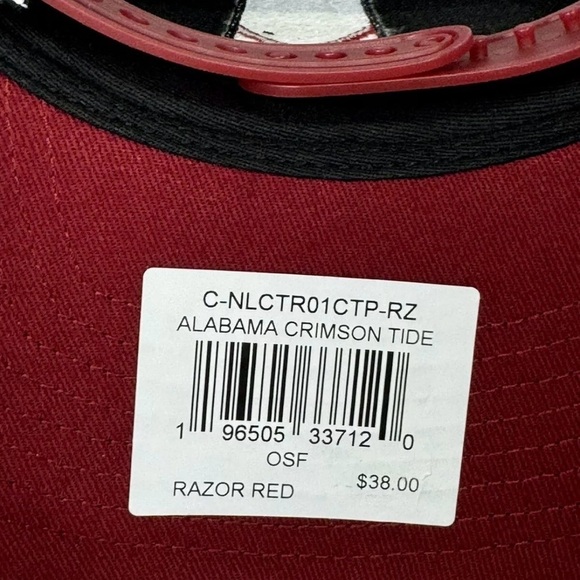 C-NLCTR01CTP-RZ
ALABAMA CRIMSON TIDE
1 96505 33712 0
OSF
RAZOR RED $38.00